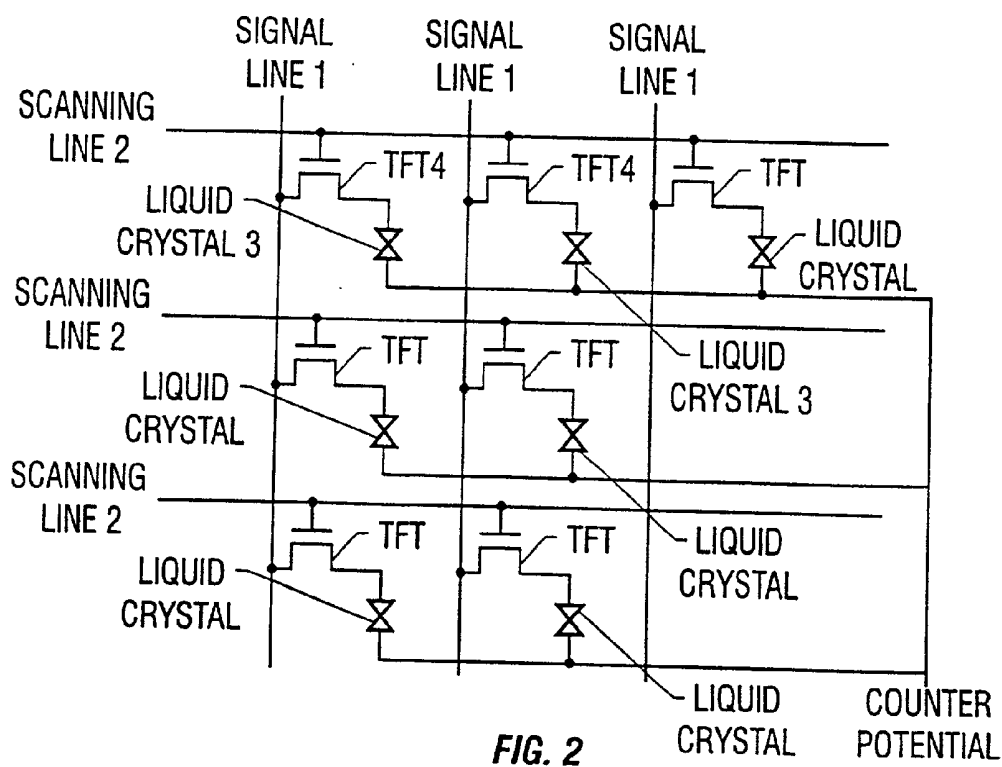 SIGNAL
LINE 1
SIGNAL
LINE 1
SIGNAL
LINE 1
SCANNING
LINE 2
TFT4
TFT4
TFT
LIQUID
CRYSTAL 3
LIQUID
CRYSTAL
SCANNING
LINE 2
TFT
TFT
LIQUID
CRYSTAL 3
LIQUID
CRYSTAL
SCANNING
LINE 2
TFT
TFT
LIQUID
CRYSTAL
LIQUID
CRYSTAL
LIQUID
CRYSTAL
COUNTER
POTENTIAL
FIG. 2